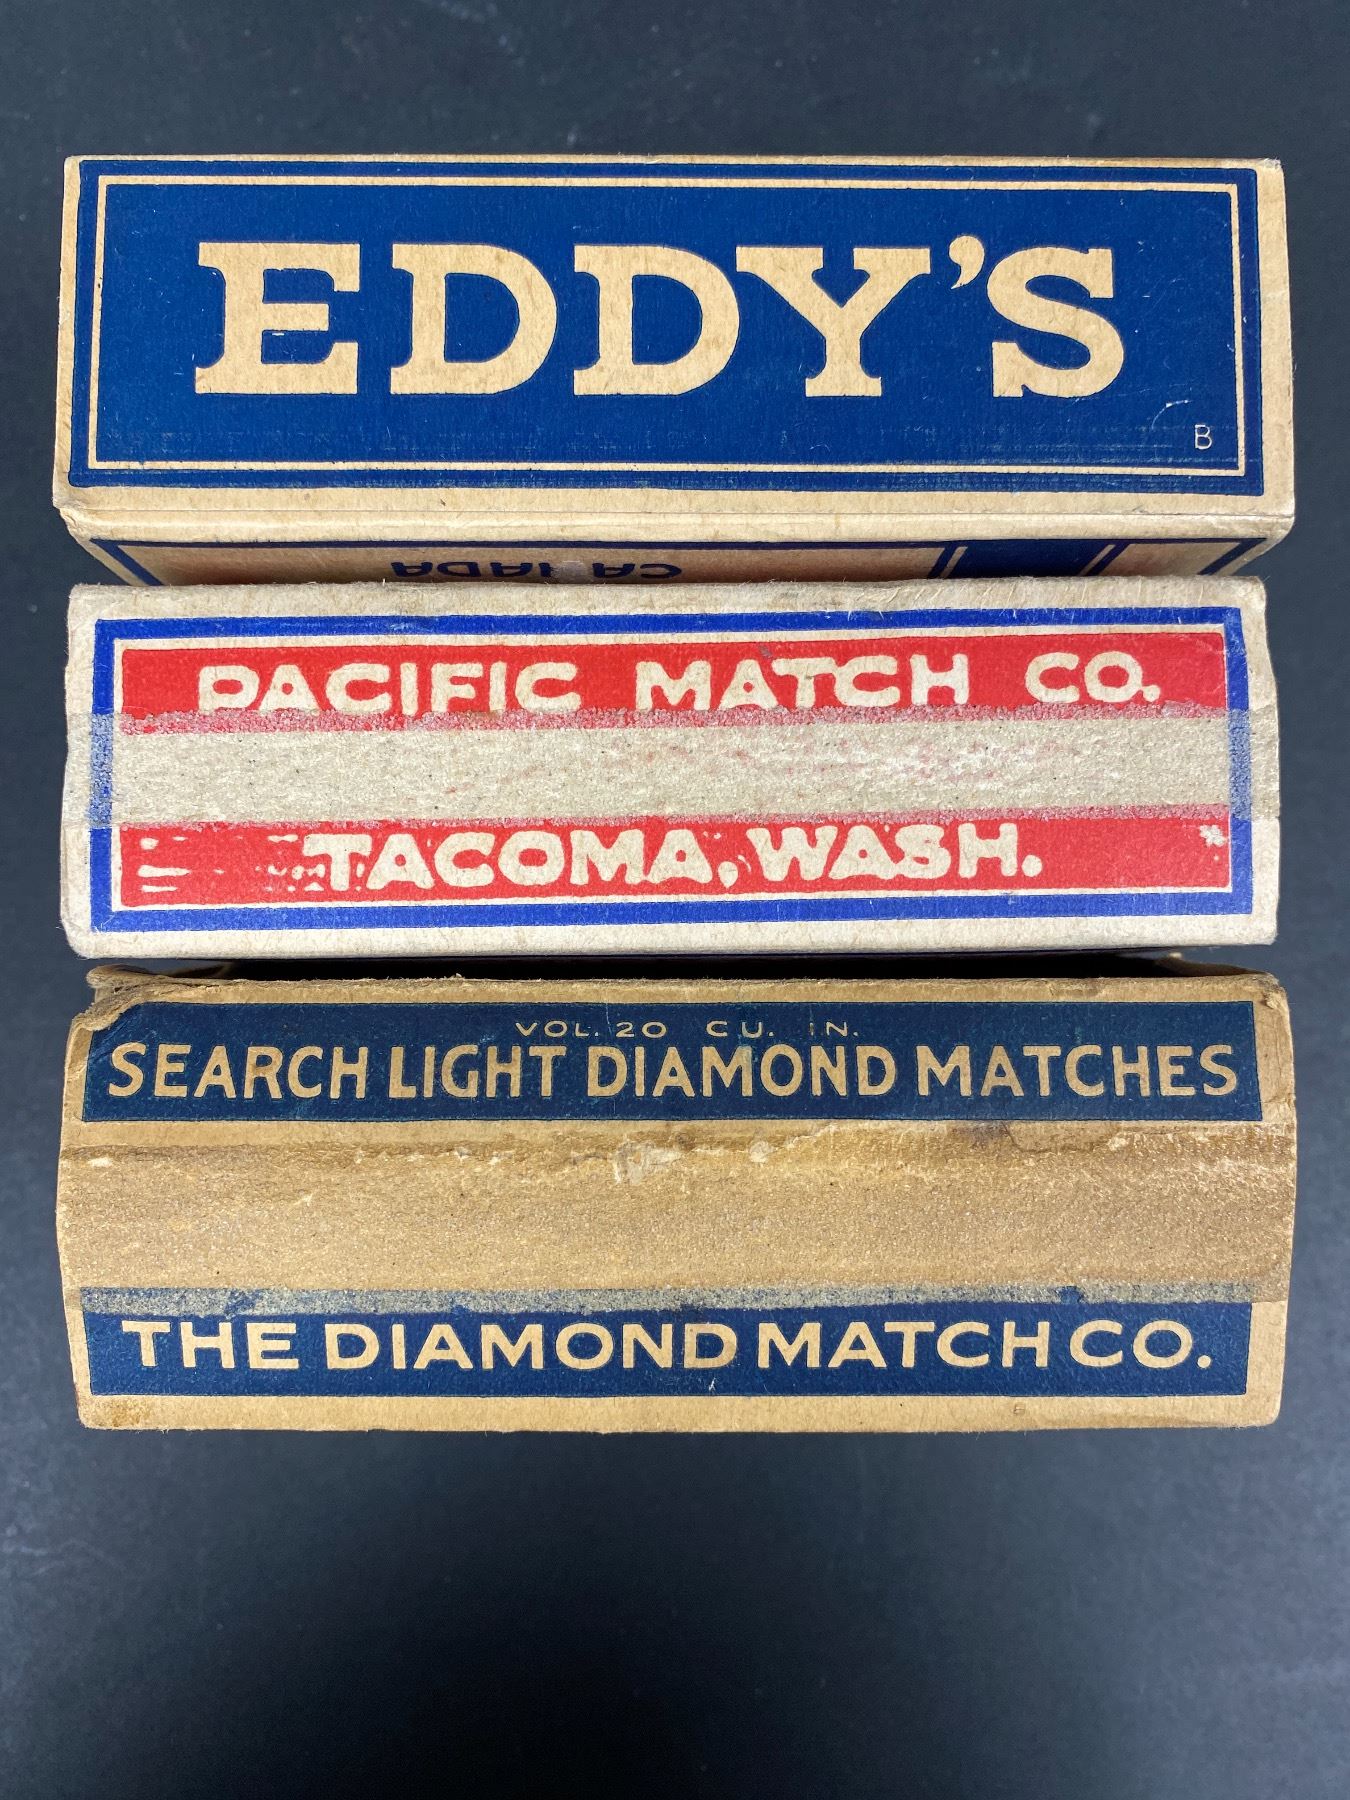 EDDY'S
B
CANADA
PACIFIC MATCH CO.
TACOMA, WASH.
VOL. 20 CU. IN.
SEARCH LIGHT DIAMOND MATCHES
THE DIAMOND MATCH CO.